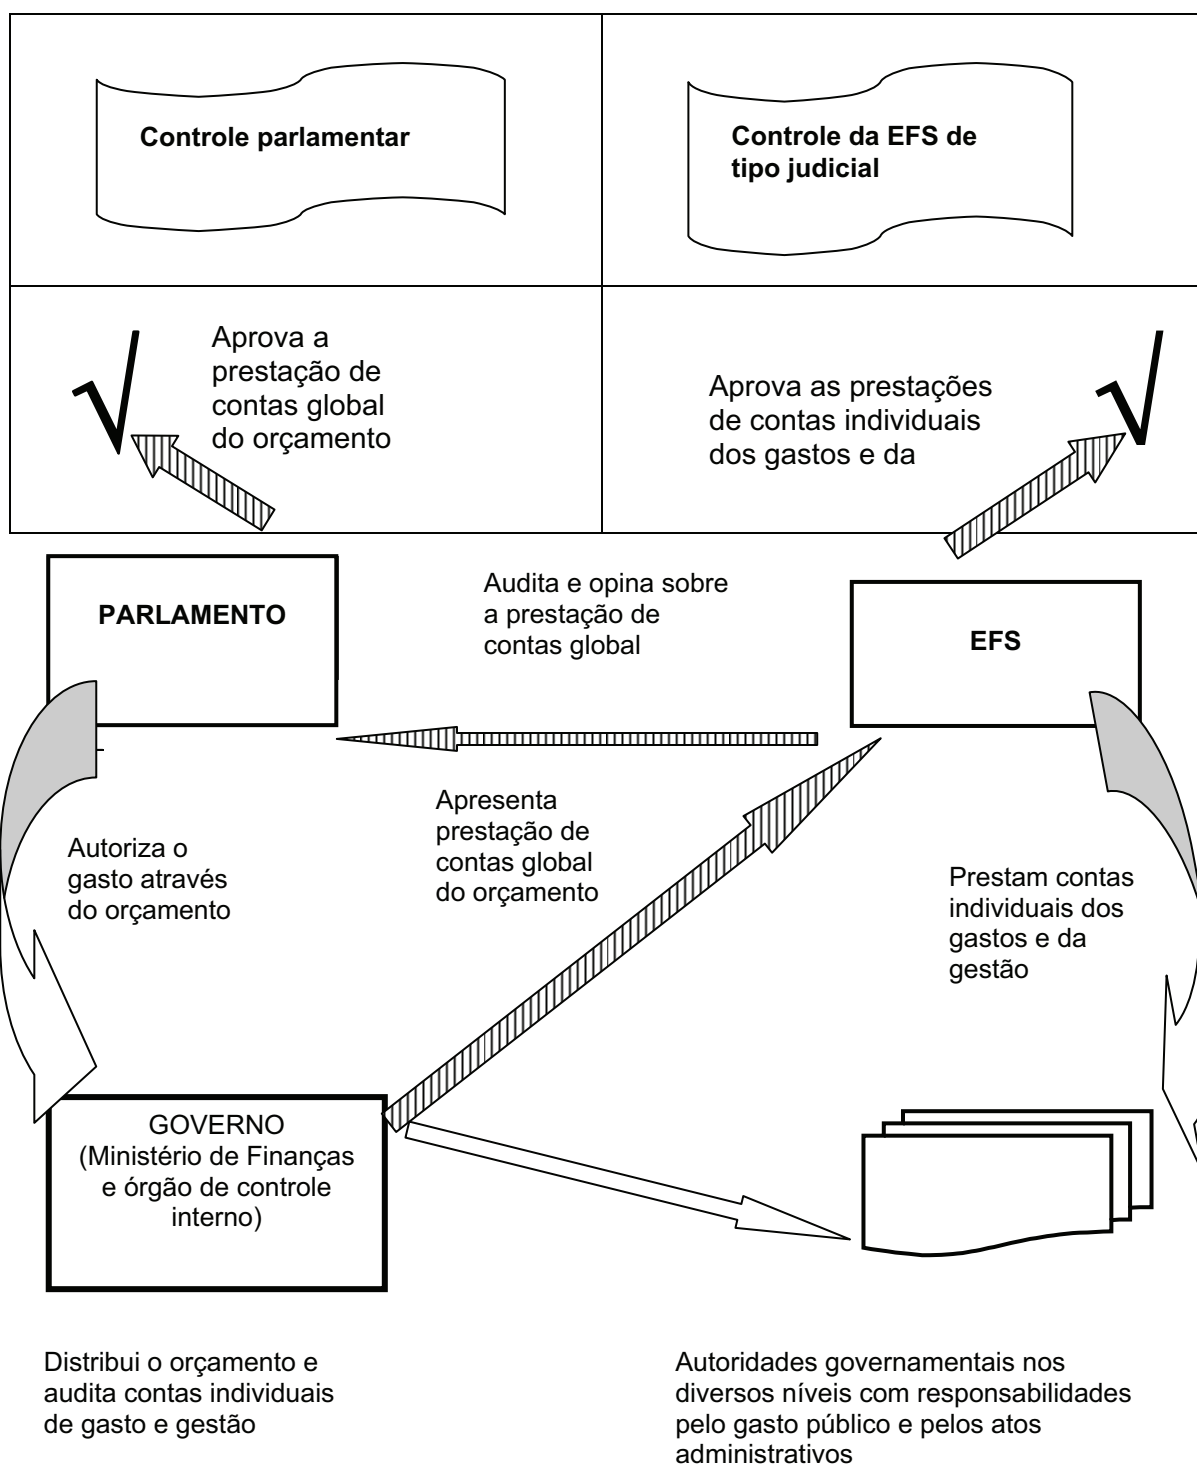 Controle parlamentar
Controle da EFS de
tipo judicial
Aprova a
prestação de
contas global
do orçamento
Aprova as prestações
de contas individuais
dos gastos e da
PARLAMENTO
Audita e opina sobre
a prestação de
contas global
EFS
Autoriza o
gasto através
do orçamento
Apresenta
prestação de
contas global
do orçamento
Prestam contas
individuais dos
gastos e da
gestão
GOVERNO
(Ministério de Finanças
e órgão de controle
interno)
Distribui o orçamento e
audita contas individuais
de gasto e gestão
Autoridades governamentais nos
diversos níveis com responsabilidades
pelo gasto público e pelos atos
administrativos